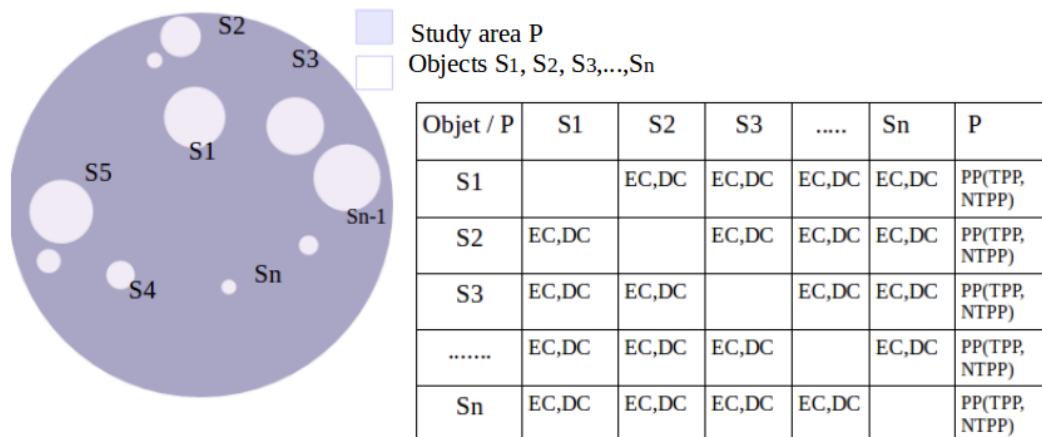 S2
S3
S1
S5
Sn-1
S4
Sn
Study area P
Objects S1, S2, S3,...,Sn
Objet / P S1 S2 S3 ..... Sn P
S1 EC,DC EC,DC EC,DC EC,DC PP(TPP,
NTPP)
S2 EC,DC EC,DC EC,DC EC,DC PP(TPP,
NTPP)
S3 EC,DC EC,DC EC,DC EC,DC PP(TPP,
NTPP)
....... EC,DC EC,DC EC,DC EC,DC PP(TPP,
NTPP)
Sn EC,DC EC,DC EC,DC EC,DC PP(TPP,
NTPP)